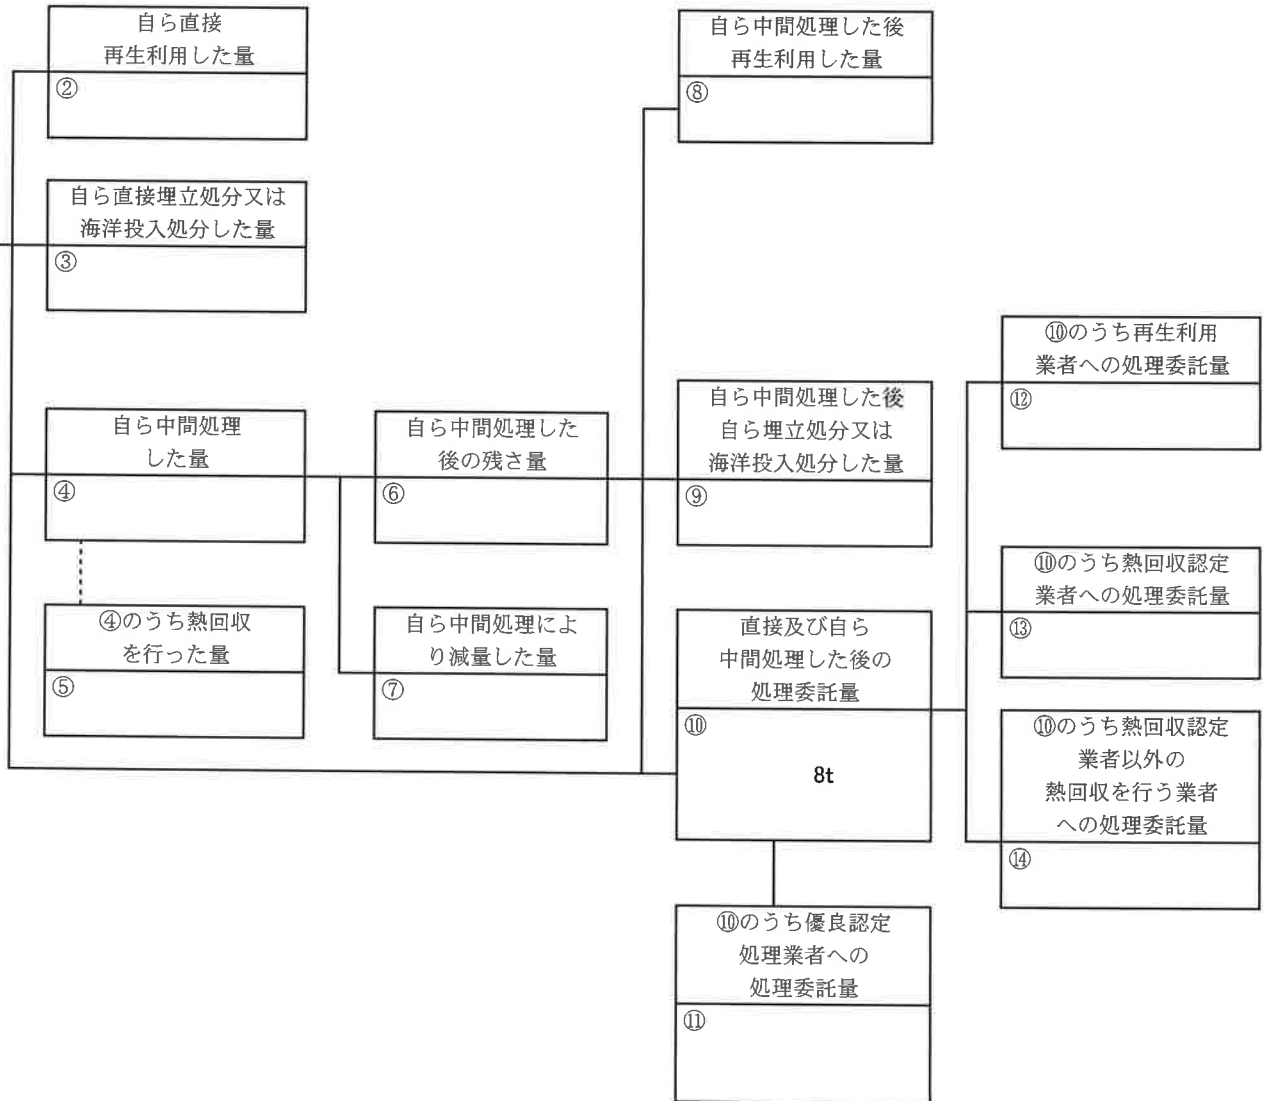 自ら直接
再生利用した量
②
自ら直接埋立処分又は
海洋投入処分した量
③
自ら中間処理
した量
④
④のうち熱回収
を行った量
⑤
自ら中間処理した
後の残さ量
⑥
自ら中間処理によ
り減量した量
⑦
自ら中間処理した後
再生利用した量
⑧
自ら中間処理した後
自ら埋立処分又は
海洋投入処分した量
⑨
直接及び自ら
中間処理した後の
処理委託量
⑩
8t
⑩のうち優良認定
処理業者への
処理委託量
⑪
⑩のうち再生利用
業者への処理委託量
⑫
⑩のうち熱回収認定
業者への処理委託量
⑬
⑩のうち熱回収認定
業者以外の
熱回収を行う業者
への処理委託量
⑭